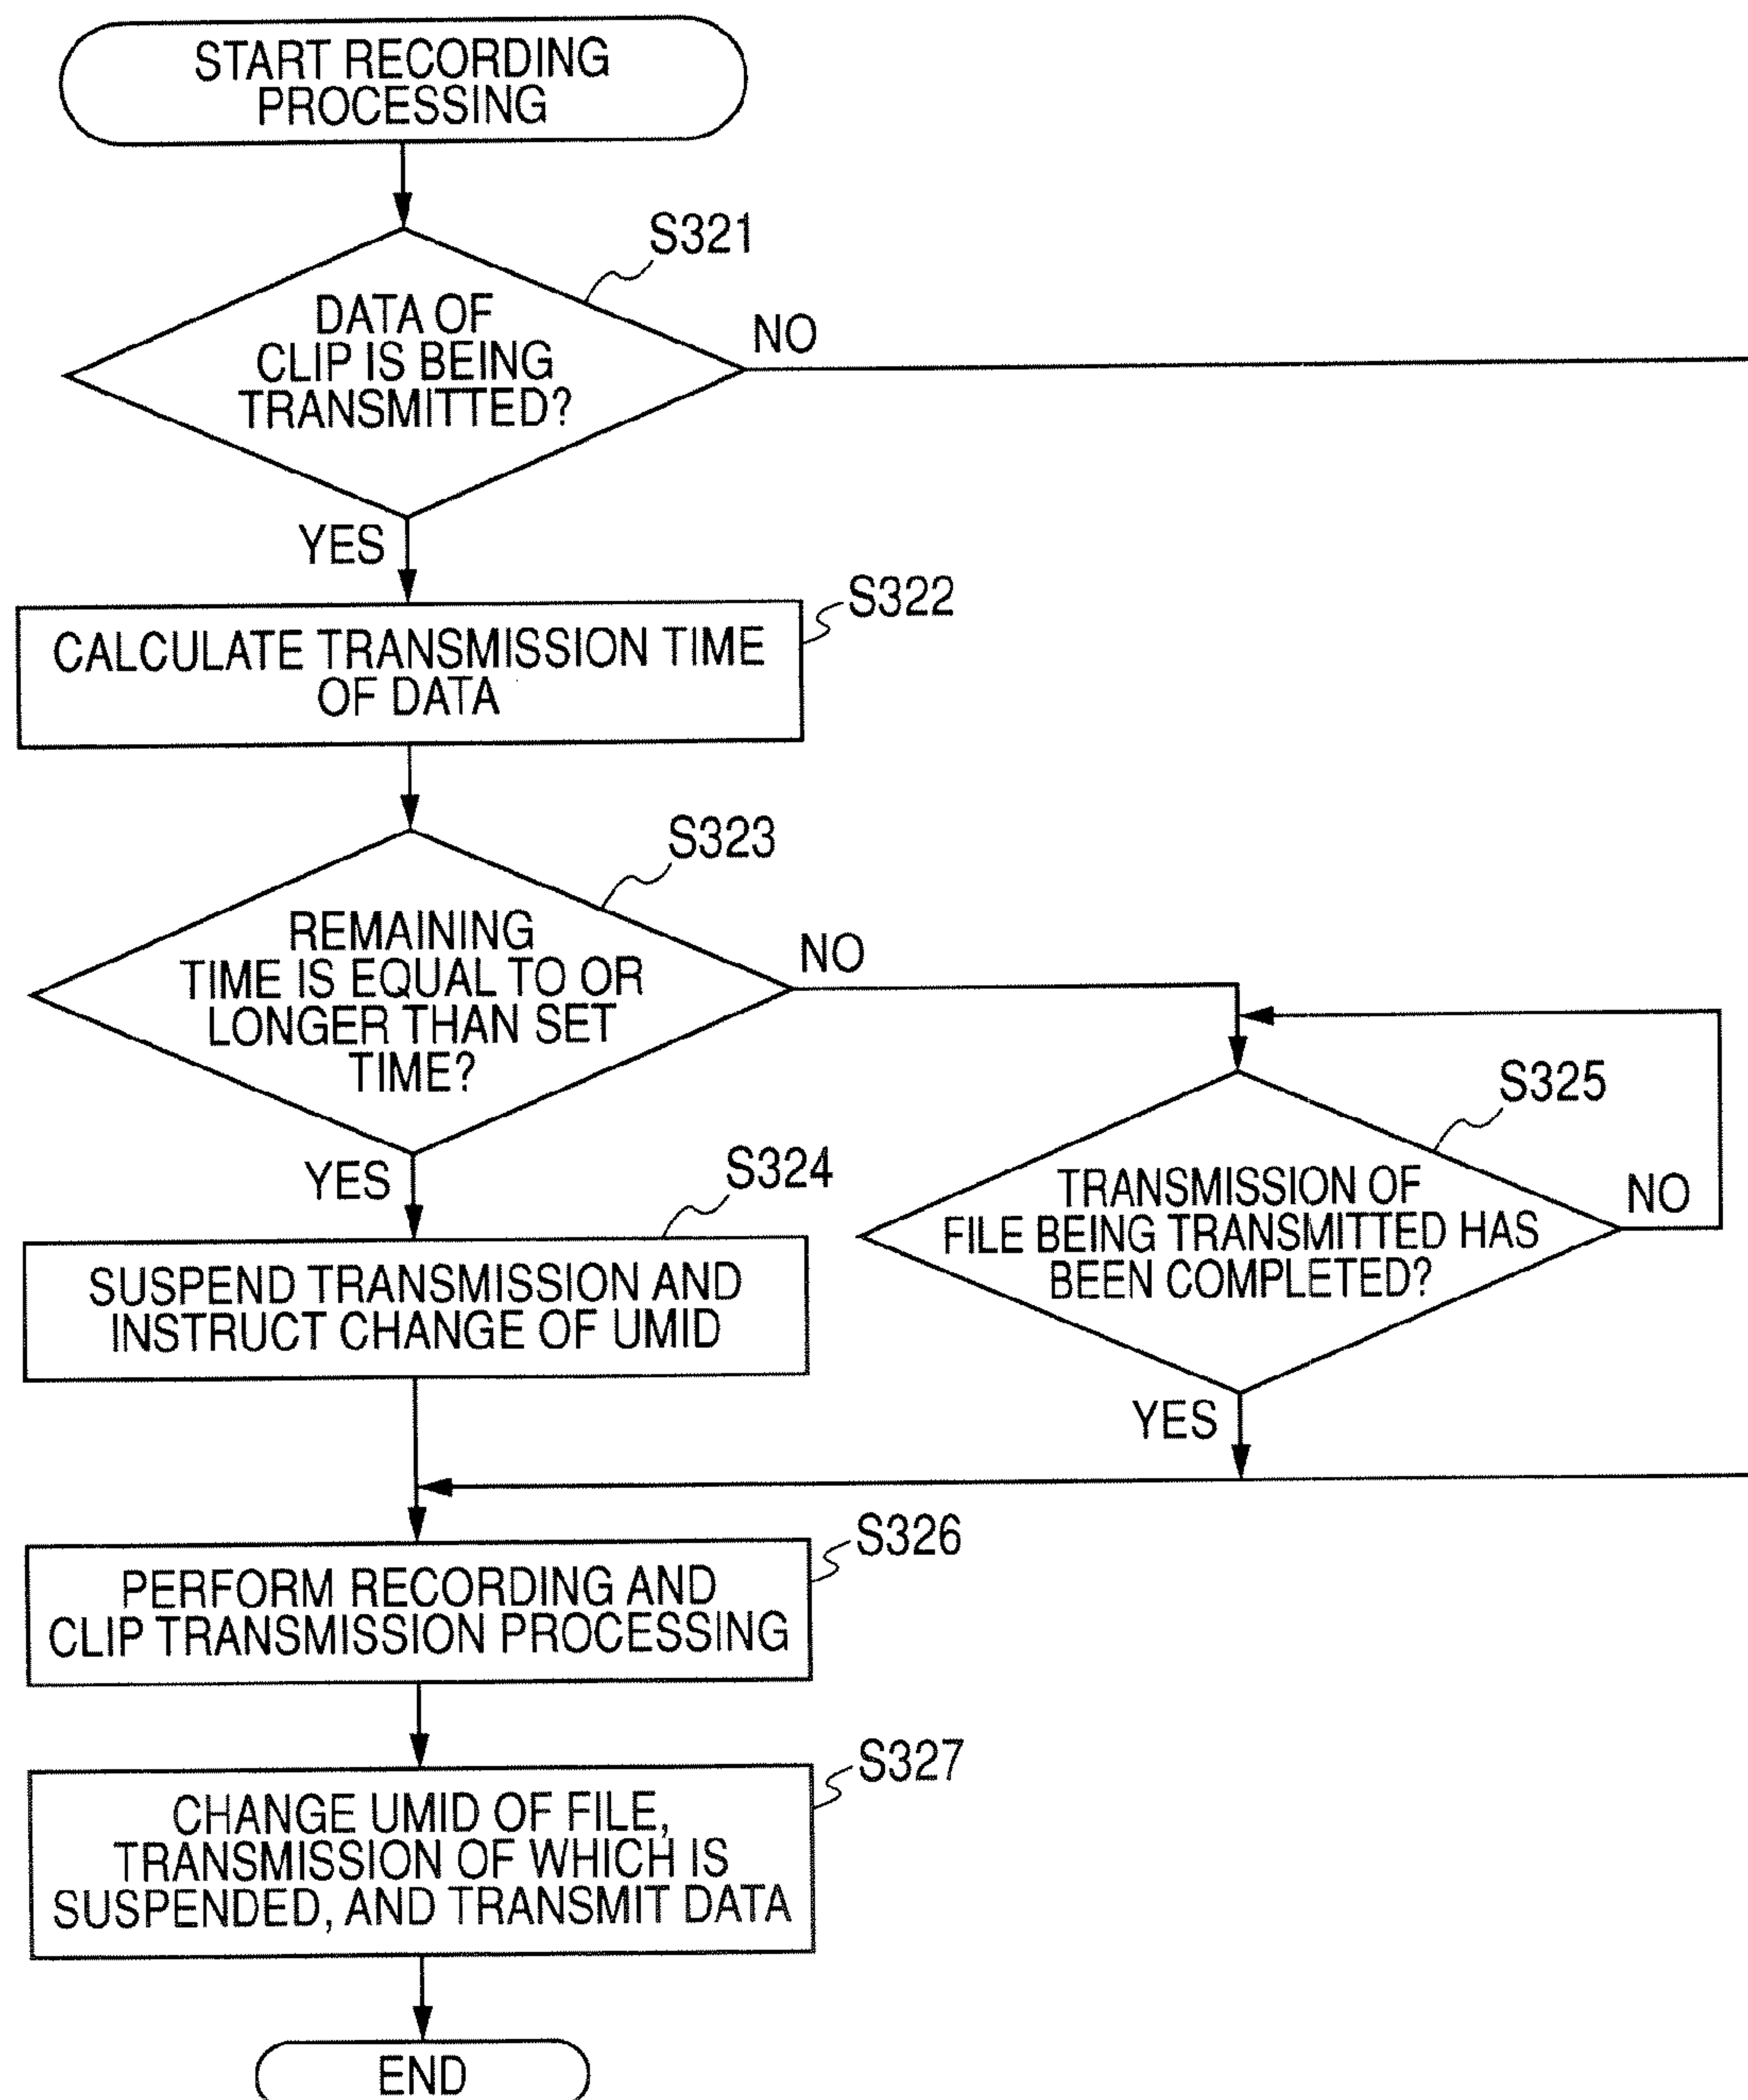 START RECORDING
PROCESSING
S321
DATA OF
CLIP IS BEING
TRANSMITTED?
NO
YES
S322
CALCULATE TRANSMISSION TIME
OF DATA
S323
REMAINING
TIME IS EQUAL TO OR
LONGER THAN SET
TIME?
NO
YES
S324
SUSPEND TRANSMISSION AND
INSTRUCT CHANGE OF UMID
S325
TRANSMISSION OF
FILE BEING TRANSMITTED HAS
BEEN COMPLETED?
NO
YES
S326
PERFORM RECORDING AND
CLIP TRANSMISSION PROCESSING
S327
CHANGE UMID OF FILE,
TRANSMISSION OF WHICH IS
SUSPENDED, AND TRANSMIT DATA
END